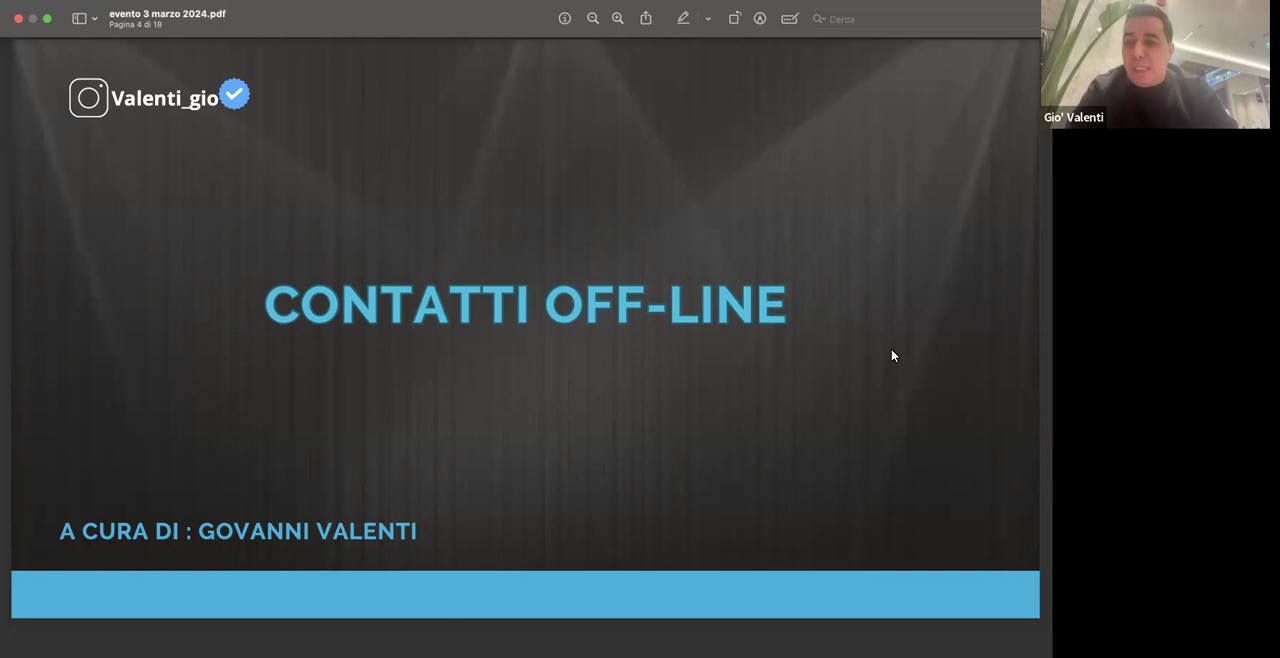 evento 3 marzo 2024.pdf
Pagina 4 di 18
Cerca
Valenti_gio
Gio' Valenti
CONTATTI OFF-LINE
A CURA DI : GOVANNI VALENTI